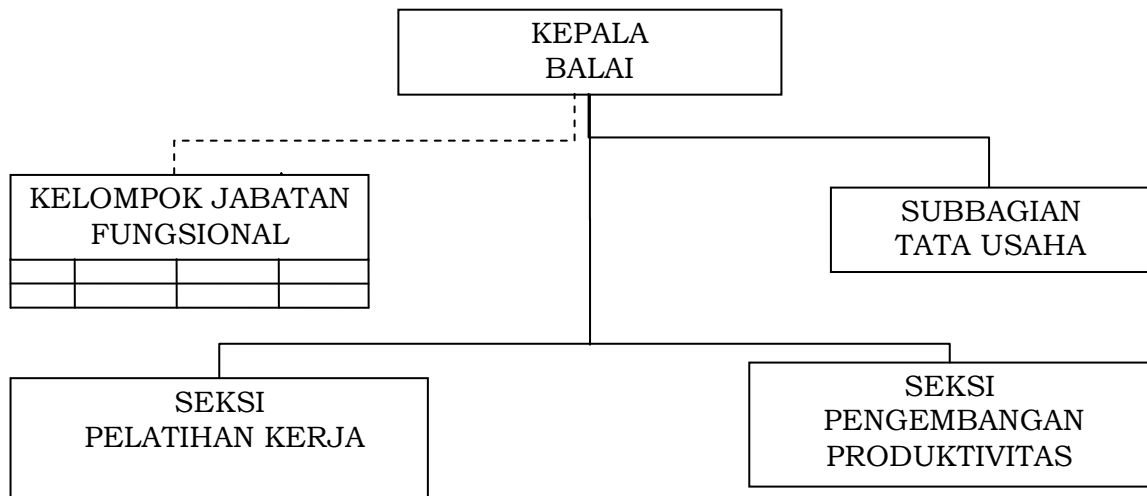 KEPALA
BALAI
KELOMPOK JABATAN
FUNGSIONAL
SUBBAGIAN
TATA USAHA
SEKSI
PELATIHAN KERJA
SEKSI
PENGEMBANGAN
PRODUKTIVITAS